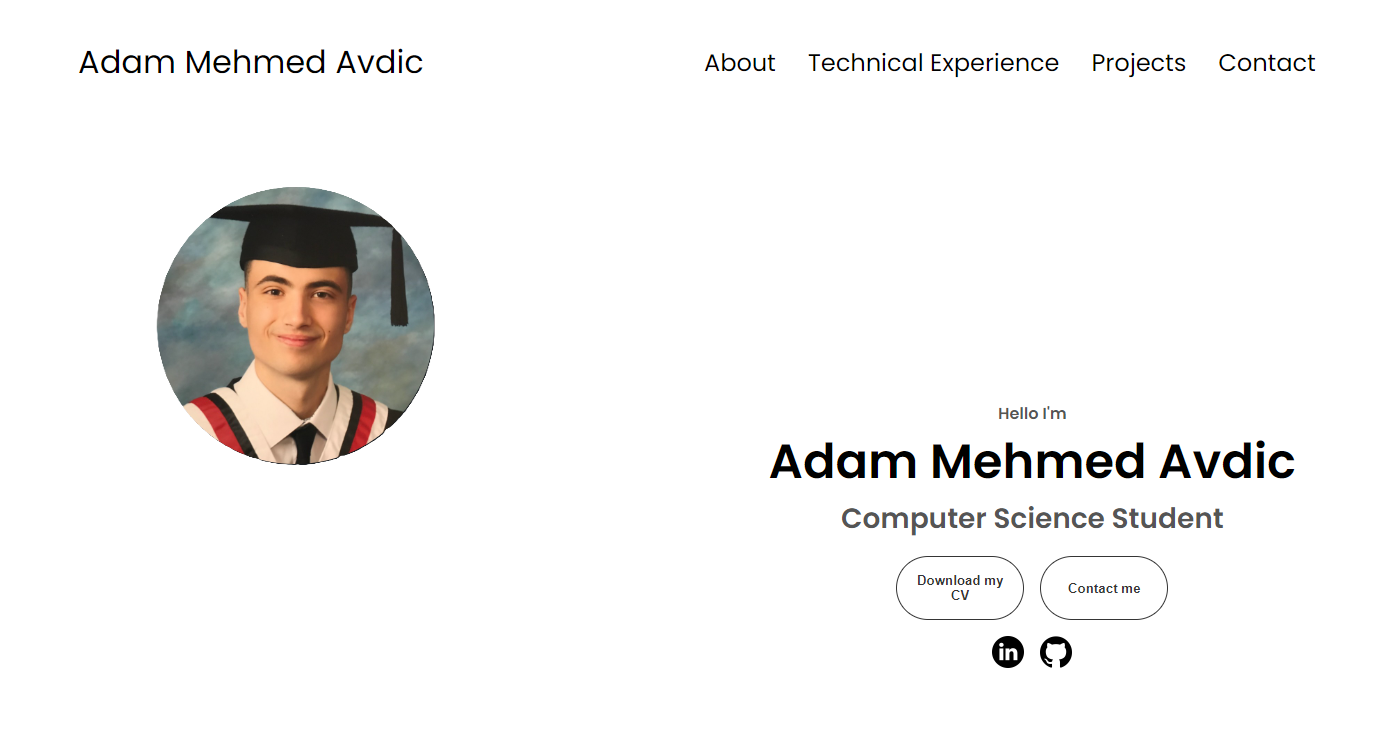 Adam Mehmed Avdic
About Technical Experience Projects Contact
Hello I'm
Adam Mehmed Avdic
Computer Science Student
Download my
CV
Contact me
in